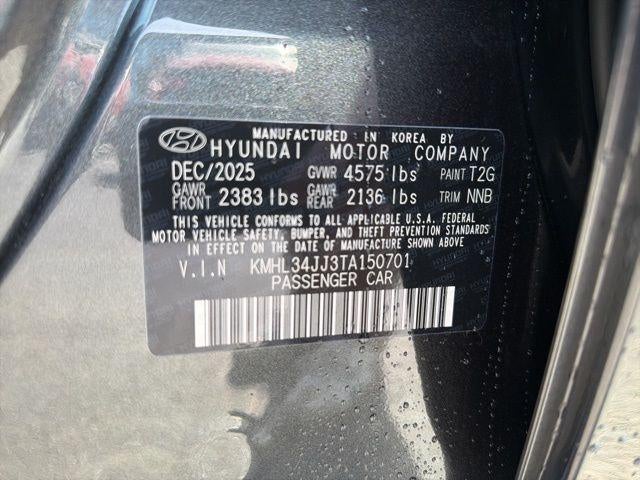 MANUFACTURED IN KOREA BY
HYUNDAI MOTOR COMPANY
DEC/2025 GVWR 4575 lbs PAINT T2G
GAWR FRONT 2383 lbs GAWR REAR 2136 lbs TRIM NNB
THIS VEHICLE CONFORMS TO ALL APPLICABLE U.S.A. FEDERAL
MOTOR VEHICLE SAFETY, BUMPER, AND THEFT PREVENTION STANDARDS
IN EFFECT ON THE DATE OF MANUFACTURE SHOWN ABOVE
V.I.N KMHL34JJ3TA150701
PASSENGER CAR